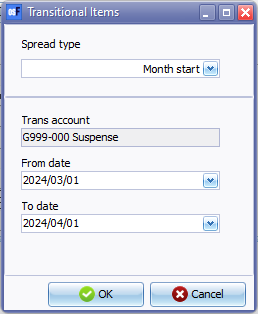 Transitional Items
Spread type
Month start
Trans account
G999-000 Suspense
From date
2024/03/01
To date
2024/04/01
OK
Cancel